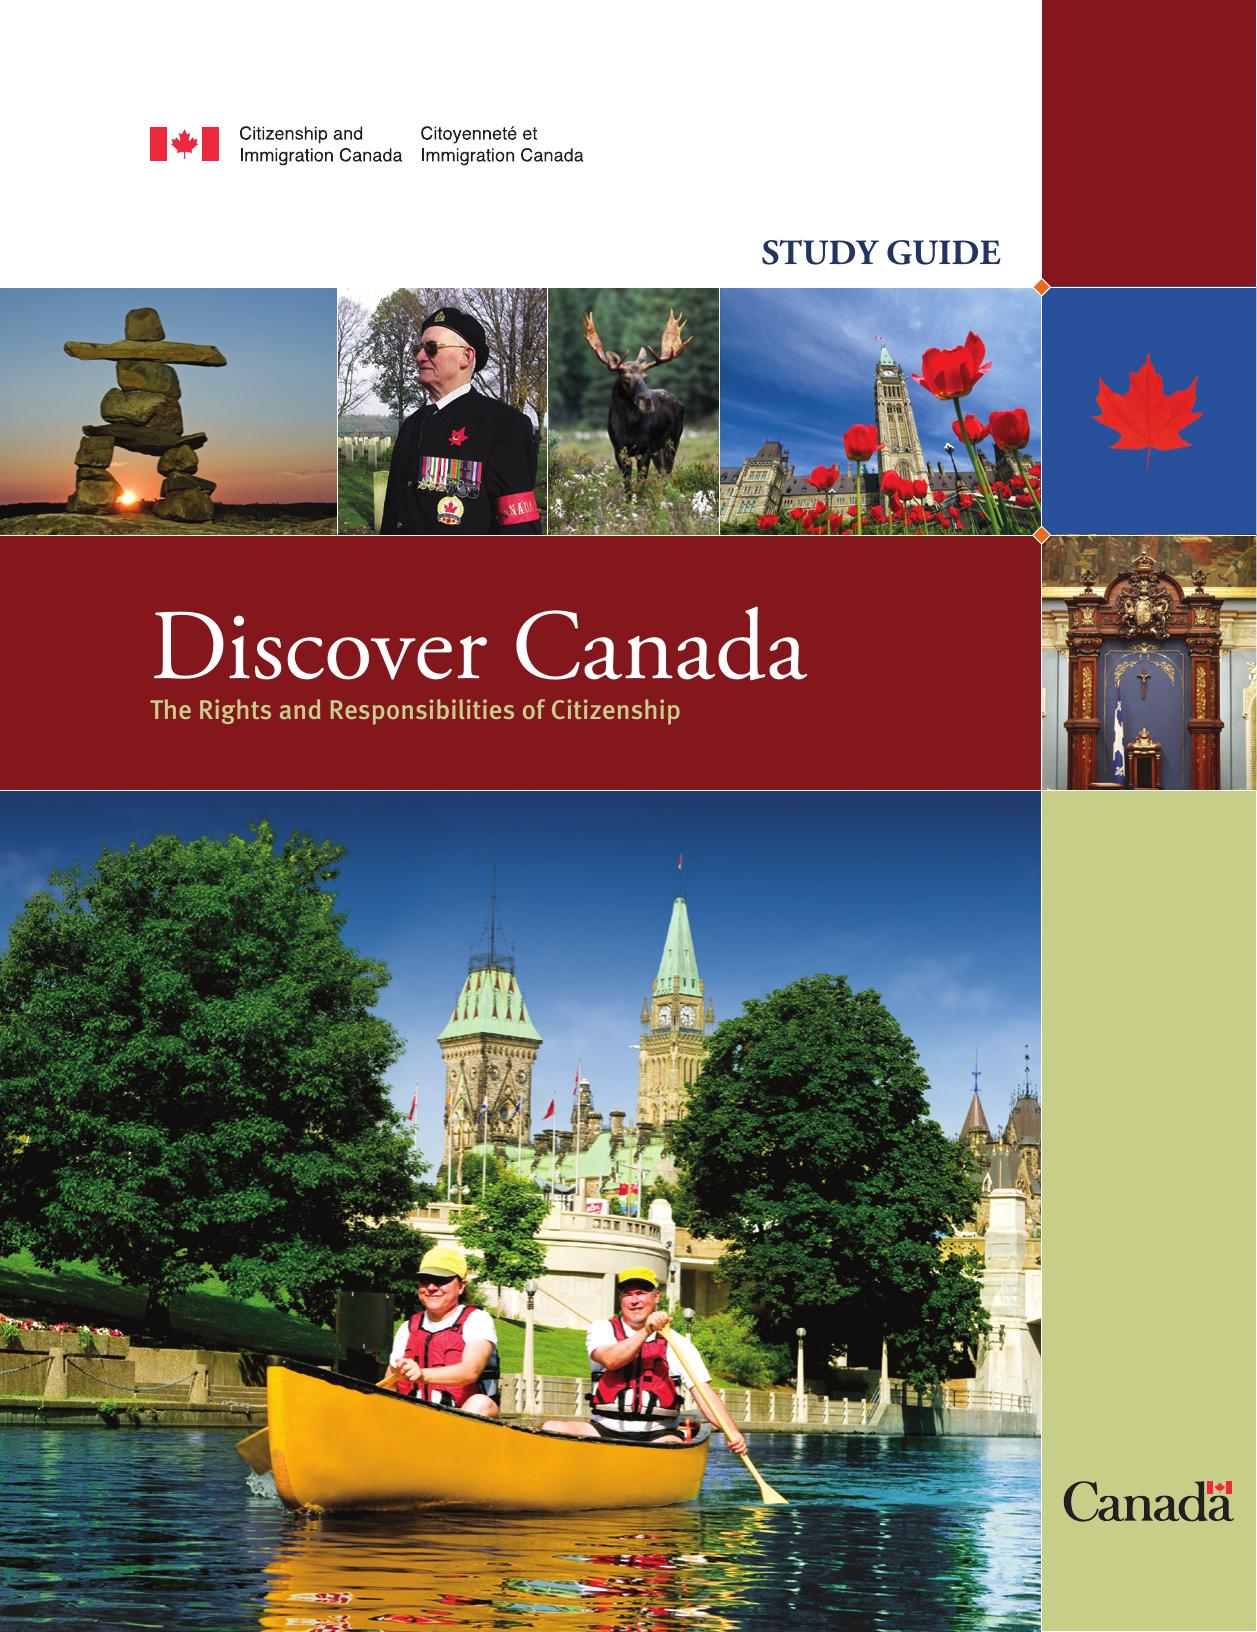 Citizenship and
Immigration Canada
Citoyenneté et
Immigration Canada
STUDY GUIDE
CANADA
Discover Canada
The Rights and Responsibilities of Citizenship
Canada